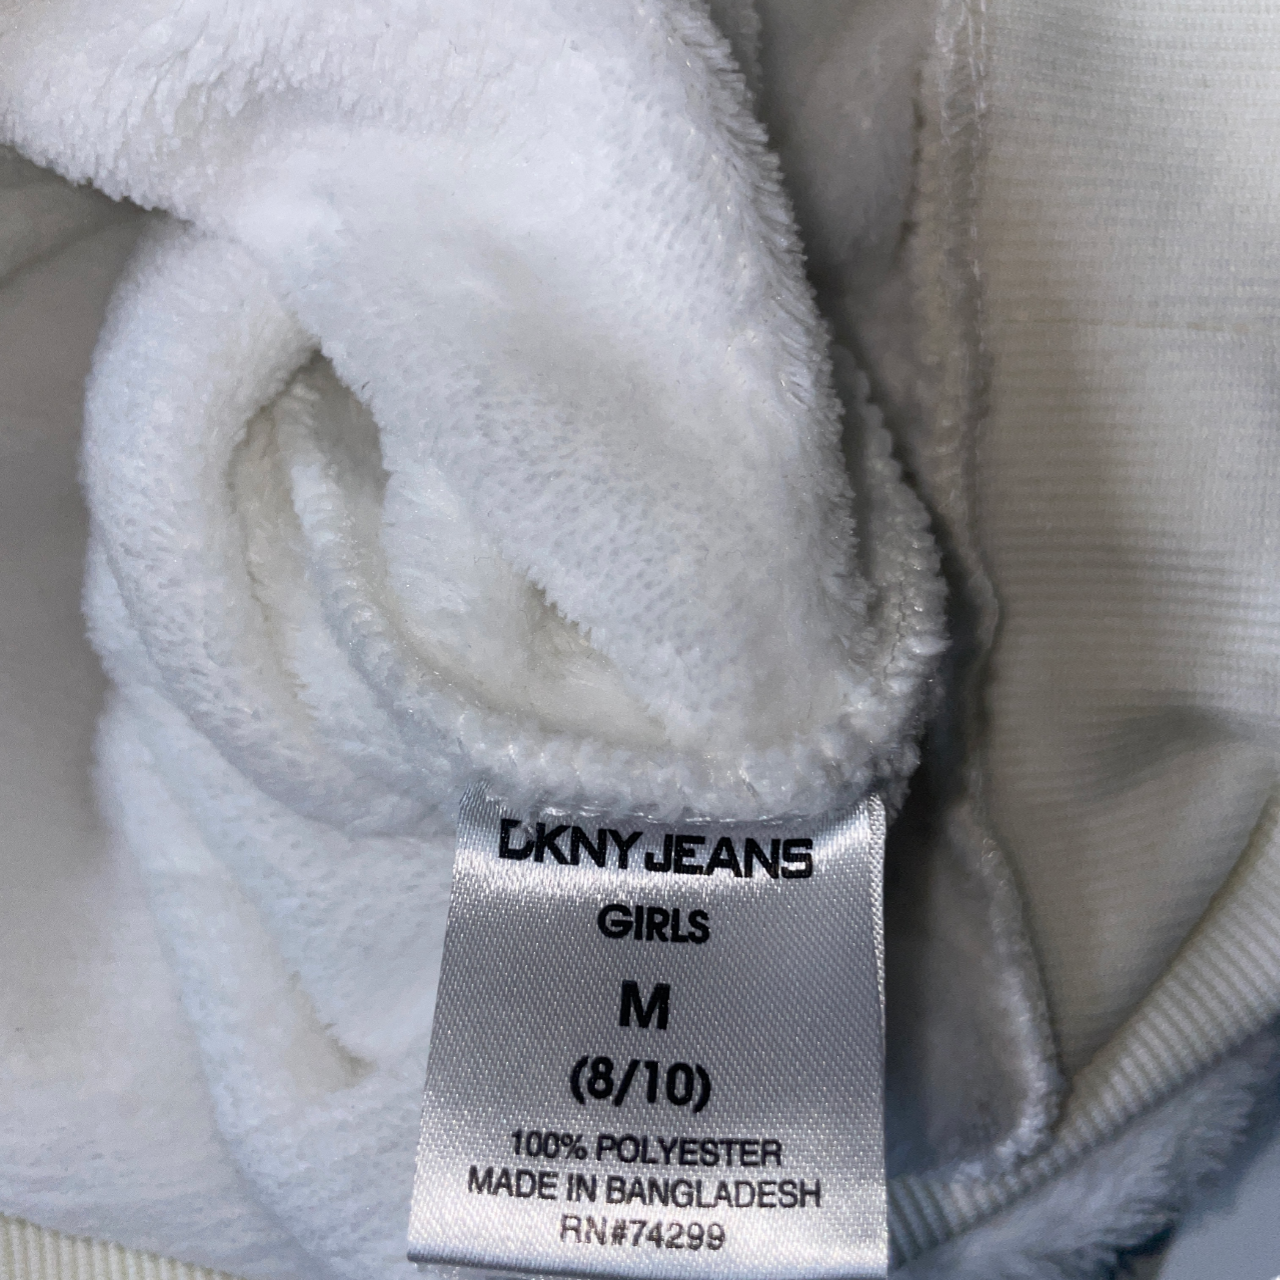 DKNY JEANS
GIRLS
M
(8/10)
100% POLYESTER
MADE IN BANGLADESH
RN#74299